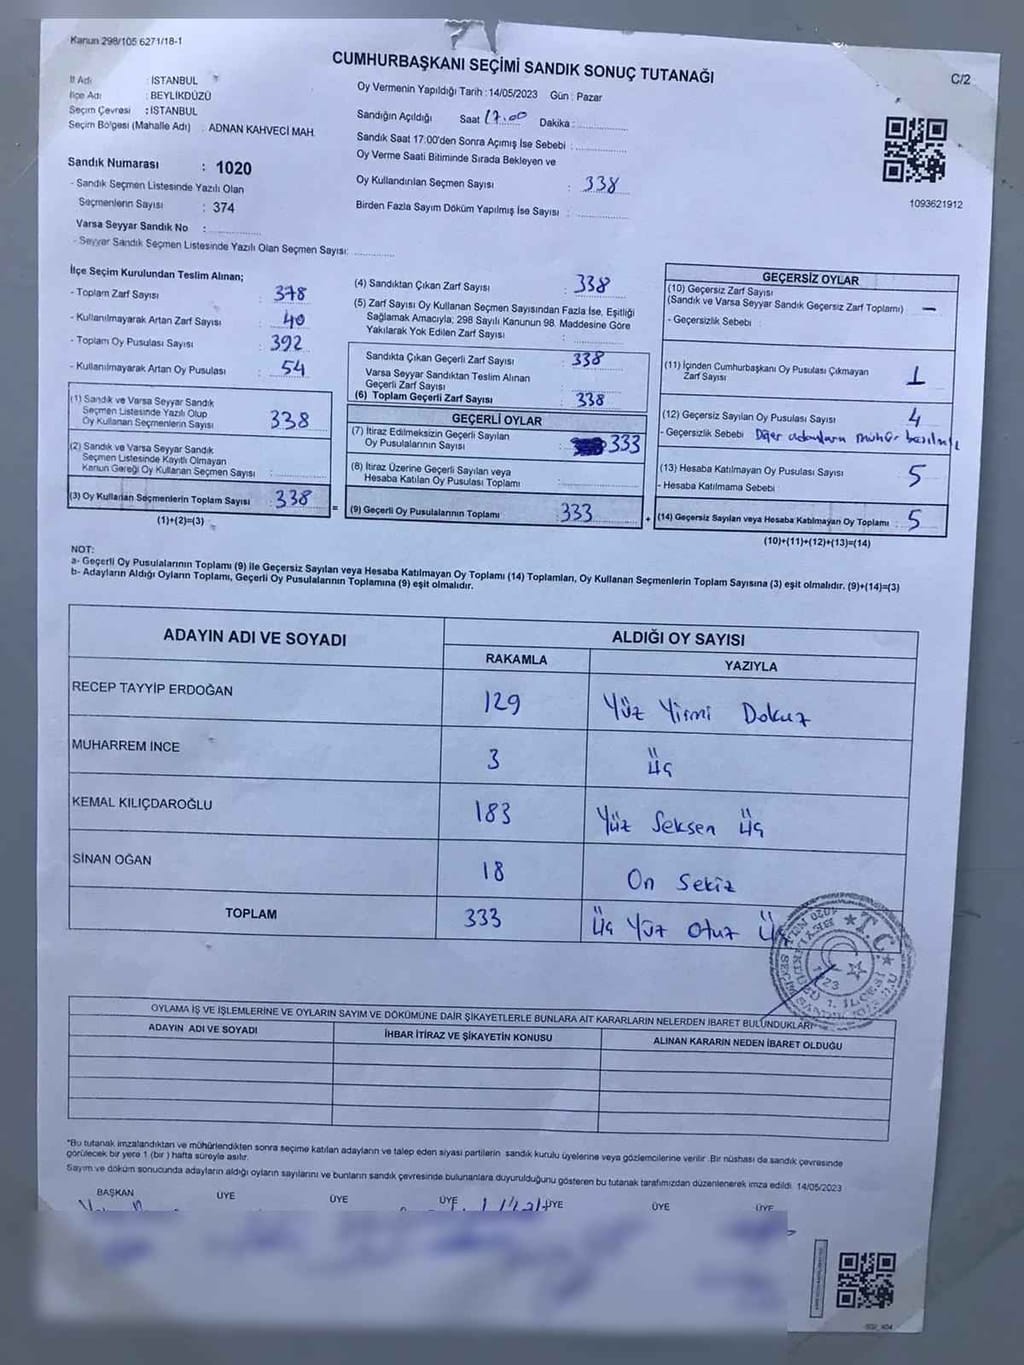 Kanun 298/105 6271/18-1
CUMHURBAŞKANI SEÇİMİ SANDIK SONUÇ TUTANAĞI
C/2
İl Adı : İSTANBUL
İlçe Adı : BEYLİKDÜZÜ
Seçim Çevresi : İSTANBUL
Seçim Bölgesi (Mahalle Adı) : ADNAN KAHVECİ MAH.
Sandık Numarası : 1020
- Sandık Seçmen Listesinde Yazılı Olan
Seçmenlerin Sayısı : 374
Varsa Seyyar Sandık No :
- Seyyar Sandık Seçmen Listesinde Yazılı Olan Seçmen Sayısı:
Oy Vermenin Yapıldığı Tarih : 14/05/2023 Gün : Pazar
Sandığın Açıldığı Saat 17.00 Dakika :
Sandık Saat 17:00'den Sonra Açımış İse Sebebi :
Oy Verme Saati Bitiminde Sırada Bekleyen ve
Oy Kullandırılan Seçmen Sayısı : 338
Birden Fazla Sayım Döküm Yapılmış İse Sayısı :
1093621912
İlçe Seçim Kurulundan Teslim Alınan;
- Toplam Zarf Sayısı : 378
- Kullanılmayarak Artan Zarf Sayısı : 40
- Toplam Oy Pusulası Sayısı : 392
- Kullanılmayarak Artan Oy Pusulası : 54
(1) Sandık ve Varsa Seyyar Sandık
Seçmen Listesinde Yazılı Olup
Oy Kullanan Seçmenlerin Sayısı 338
(2) Sandık ve Varsa Seyyar Sandık
Seçmen Listesinde Kayıtlı Olmayan
Kanun Gereği Oy Kullanan Seçmen Sayısı
(3) Oy Kullanan Seçmenlerin Toplam Sayısı 338
(1)+(2)=(3)
(4) Sandıktan Çıkan Zarf Sayısı : 338
(5) Zarf Sayısı Oy Kullanan Seçmen Sayısından Fazla İse, Eşitliği
Sağlamak Amacıyla; 298 Sayılı Kanunun 98. Maddesine Göre
Yakılarak Yok Edilen Zarf Sayısı :
Sandıkta Çıkan Geçerli Zarf Sayısı : 338
Varsa Seyyar Sandıktan Teslim Alınan
Geçerli Zarf Sayısı
(6) Toplam Geçerli Zarf Sayısı : 338
=
GEÇERLİ OYLAR
(7) İtiraz Edilmeksizin Geçerli Sayılan
Oy Pusulalarının Sayısı : 333
(8) İtiraz Üzerine Geçerli Sayılan veya
Hesaba Katılan Oy Pusulası Toplamı
(9) Geçerli Oy Pusulalarının Toplamı 333
+
GEÇERSİZ OYLAR
(10) Geçersiz Zarf Sayısı
(Sandık ve Varsa Seyyar Sandık Geçersiz Zarf Toplamı) —
- Geçersizlik Sebebi :
(11) İçinden Cumhurbaşkanı Oy Pusulası Çıkmayan
Zarf Sayısı 1
(12) Geçersiz Sayılan Oy Pusulası Sayısı 4
- Geçersizlik Sebebi Diğer adaylara mühür
(13) Hesaba Katılmayan Oy Pusulası Sayısı 5
- Hesaba Katılmama Sebebi :
(14) Geçersiz Sayılan veya Hesaba Katılmayan Oy Toplamı : 5
(10)+(11)+(12)+(13)=(14)
NOT:
a- Geçerli Oy Pusulalarının Toplamı (9) ile Geçersiz Sayılan veya Hesaba Katılmayan Oy Toplamı (14) Toplamları, Oy Kullanan Seçmenlerin Toplam Sayısına (3) eşit olmalıdır. (9)+(14)=(3)
b- Adayların Aldığı Oyların Toplamı, Geçerli Oy Pusulalarının Toplamına (9) eşit olmalıdır.
ADAYIN ADI VE SOYADI
ALDIĞI OY SAYISI
RAKAMLA YAZIYLA
RECEP TAYYİP ERDOĞAN 129 Yüz Yirmi Dokuz
MUHARREM İNCE 3 Üç
KEMAL KILIÇDAROĞLU 183 Yüz Seksen Üç
SİNAN OĞAN 18 On Sekiz
TOPLAM 333 Üç Yüz Otuz Üç
T.C.
OYLAMA İŞ VE İŞLEMLERİNE VE OYLARIN SAYIM VE DÖKÜMÜNE DAİR ŞİKAYETLERLE BUNLARA AİT KARARLARIN NELERDEN İBARET BULUNDUKLARI
ADAYIN ADI VE SOYADI İHBAR İTİRAZ VE ŞİKAYETİN KONUSU ALINAN KARARIN NEDEN İBARET OLDUĞU
"Bu tutanak imzalandıktan ve mühürlendikten sonra seçime katılan adayların ve talep eden siyasi partilerin sandık kurulu üyelerine veya gözlemcilerine verilir .Bir nüshası da sandık çevresinde
görülecek bir yere 1 (bir ) hafta süreyle asılır.
Sayım ve döküm sonucunda adayların aldığı oyların sayılarını ve bunların sandık çevresinde bulunanlara duyurulduğunu gösteren bu tutanak tarafımızdan düzenlenerek imza edildi. 14/05/2023
BAŞKAN ÜYE ÜYE ÜYE ÜYE ÜYE ÜYE